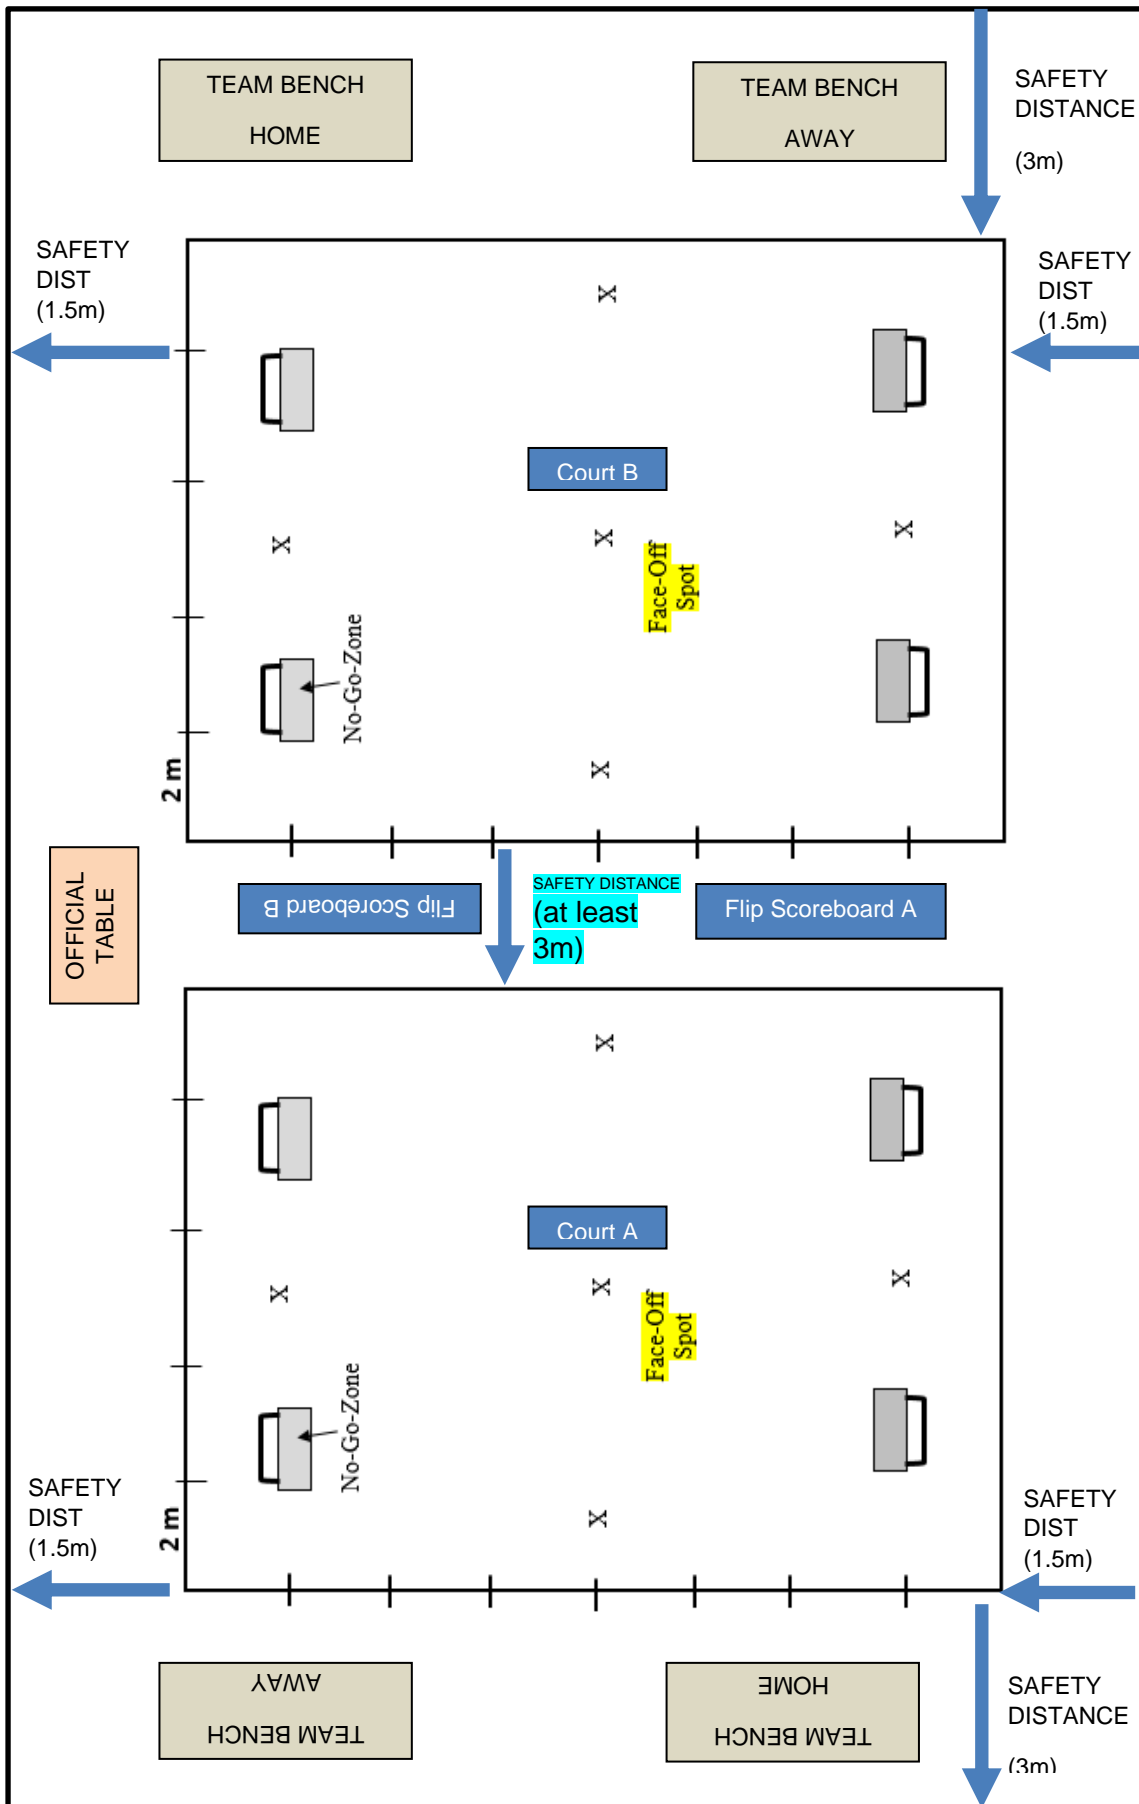 TEAM BENCH
HOME
TEAM BENCH
AWAY
SAFETY
DISTANCE
(3m)
SAFETY
DIST
(1.5m)
SAFETY
DIST
(1.5m)
X
Court B
X
X
X
Face-Off
Spot
No-Go-Zone
X
2 m
OFFICIAL
TABLE
Flip Scoreboard B
SAFETY DISTANCE
(at least
3m)
Flip Scoreboard A
X
Court A
X
X
X
Face-Off
Spot
No-Go-Zone
X
2 m
SAFETY
DIST
(1.5m)
SAFETY
DIST
(1.5m)
TEAM BENCH
AWAY
TEAM BENCH
HOME
SAFETY
DISTANCE
(3m)